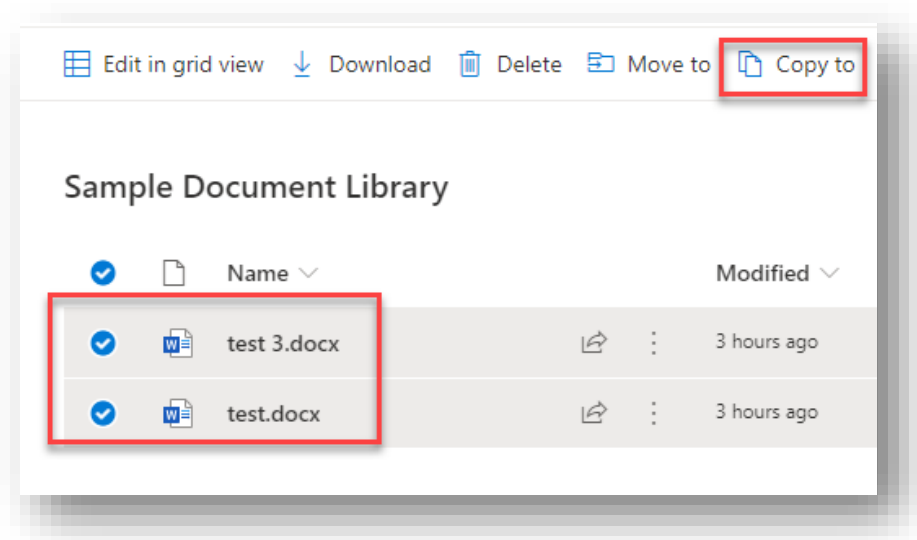 Edit in grid view Download Delete Move to Copy to
Sample Document Library
Name Modified
test 3.docx 3 hours ago
test.docx 3 hours ago